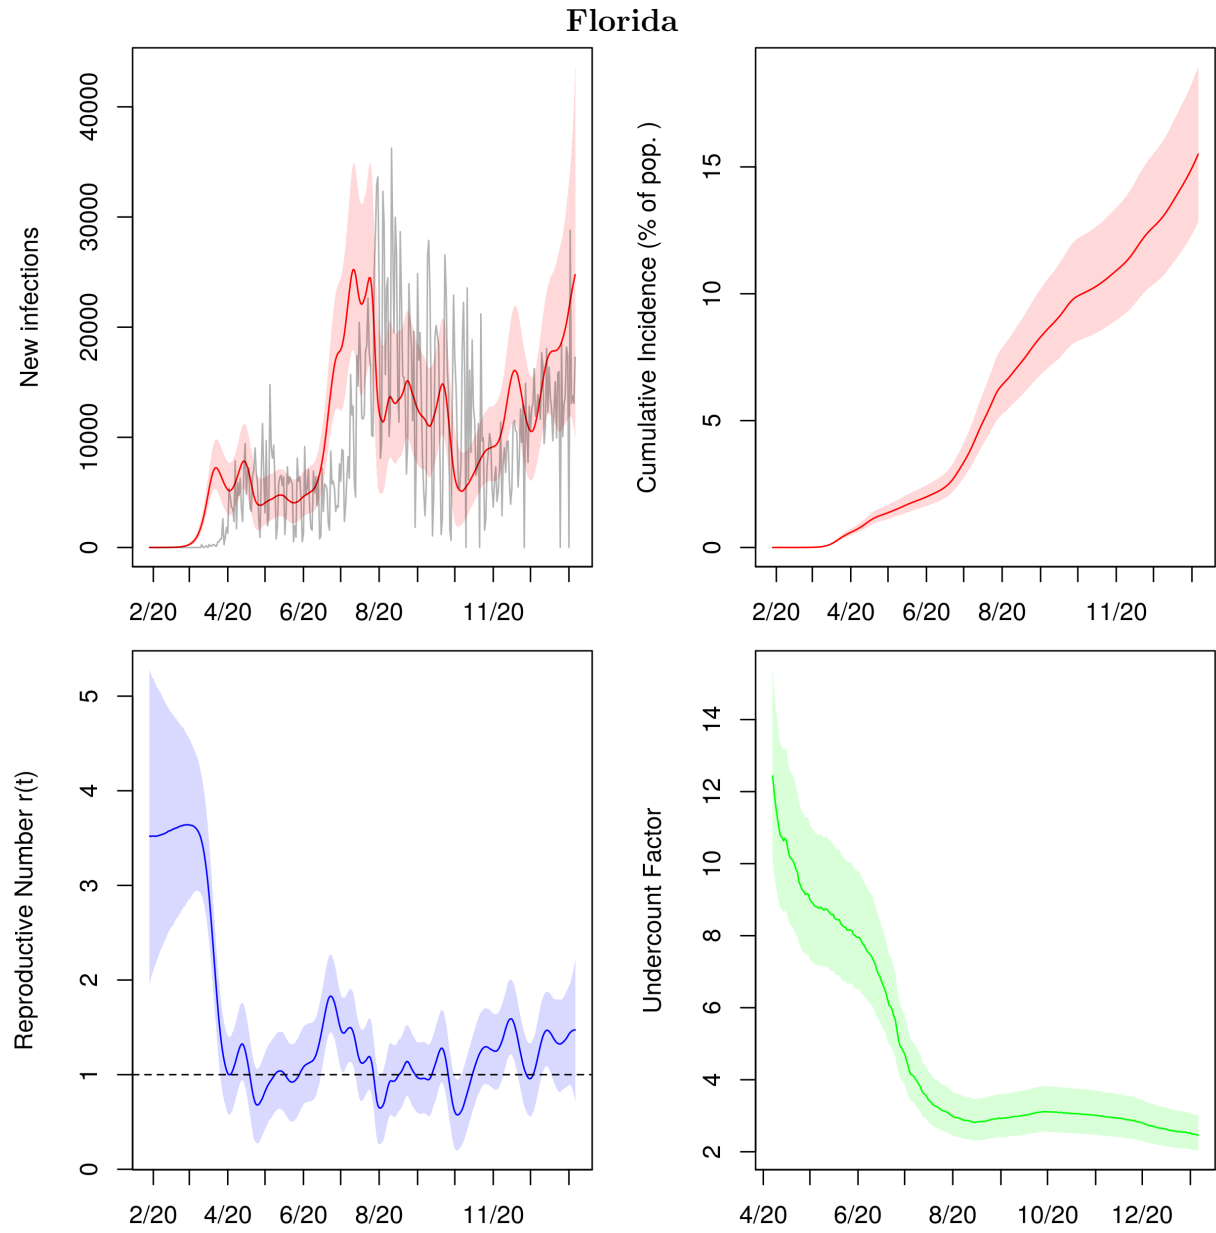 Florida
New infections
0
10000
20000
30000
40000
2/20 4/20 6/20 8/20 11/20
Cumulative Incidence (% of pop. )
0
5
10
15
2/20 4/20 6/20 8/20 11/20
Reproductive Number r(t)
0
1
2
3
4
5
2/20 4/20 6/20 8/20 11/20
Undercount Factor
2
4
6
8
10
12
14
4/20 6/20 8/20 10/20 12/20